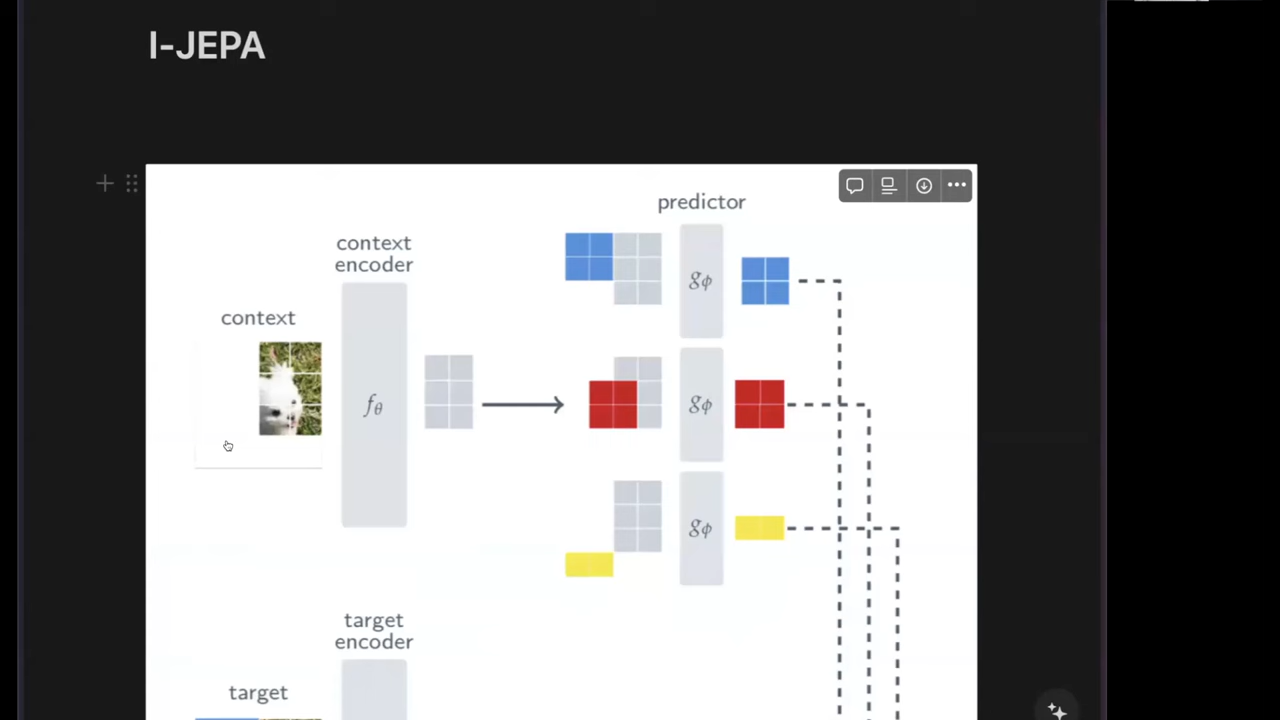 I-JEPA
predictor
context
encoder
context
fθ
gϕ
gϕ
gϕ
target
encoder
target